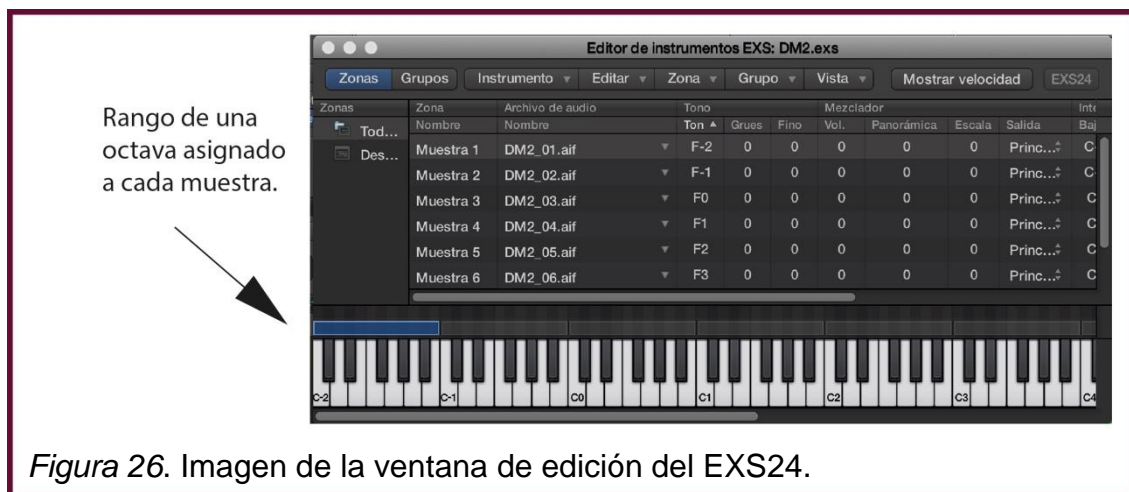 Editor de instrumentos EXS: DM2.exs
Zonas Grupos Instrumento Editar Zona Grupo Vista Mostrar velocidad EXS24
Rango de una
octava asignado
a cada muestra.
Zonas Zona Archivo de audio Tono Mezclador Inte
Tod... Nombre Nombre Ton Grues Fino Vol. Panorámica Escala Salida Baj
Des... Muestra 1 DM2_01.aif F-2 0 0 0 0 0 Princ... C
Muestra 2 DM2_02.aif F-1 0 0 0 0 0 Princ... C
Muestra 3 DM2_03.aif F0 0 0 0 0 0 Princ... C
Muestra 4 DM2_04.aif F1 0 0 0 0 0 Princ... C
Muestra 5 DM2_05.aif F2 0 0 0 0 0 Princ... C
Muestra 6 DM2_06.aif F3 0 0 0 0 0 Princ... C
C-2 C-1 C0 C1 C2 C3 C4
Figura 26. Imagen de la ventana de edición del EXS24.